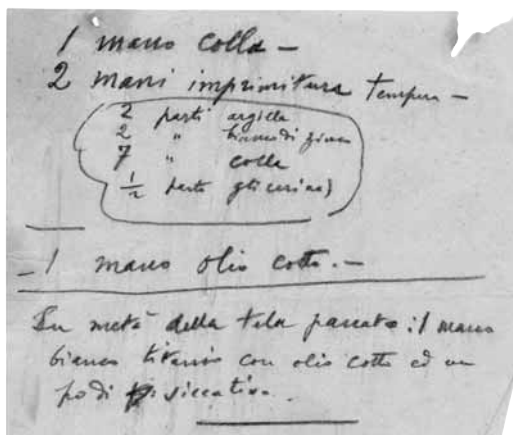 1 mano colla –
2 mani imprimitura tempera –
2 parti argilla
2 " bianco di zinco
7 " colla
½ parte glicerina)
– 1 mano olio cotto. –
Su metà della tela passata: 1 mano
bianco titanio con olio cotto ed un
po di siccativo.